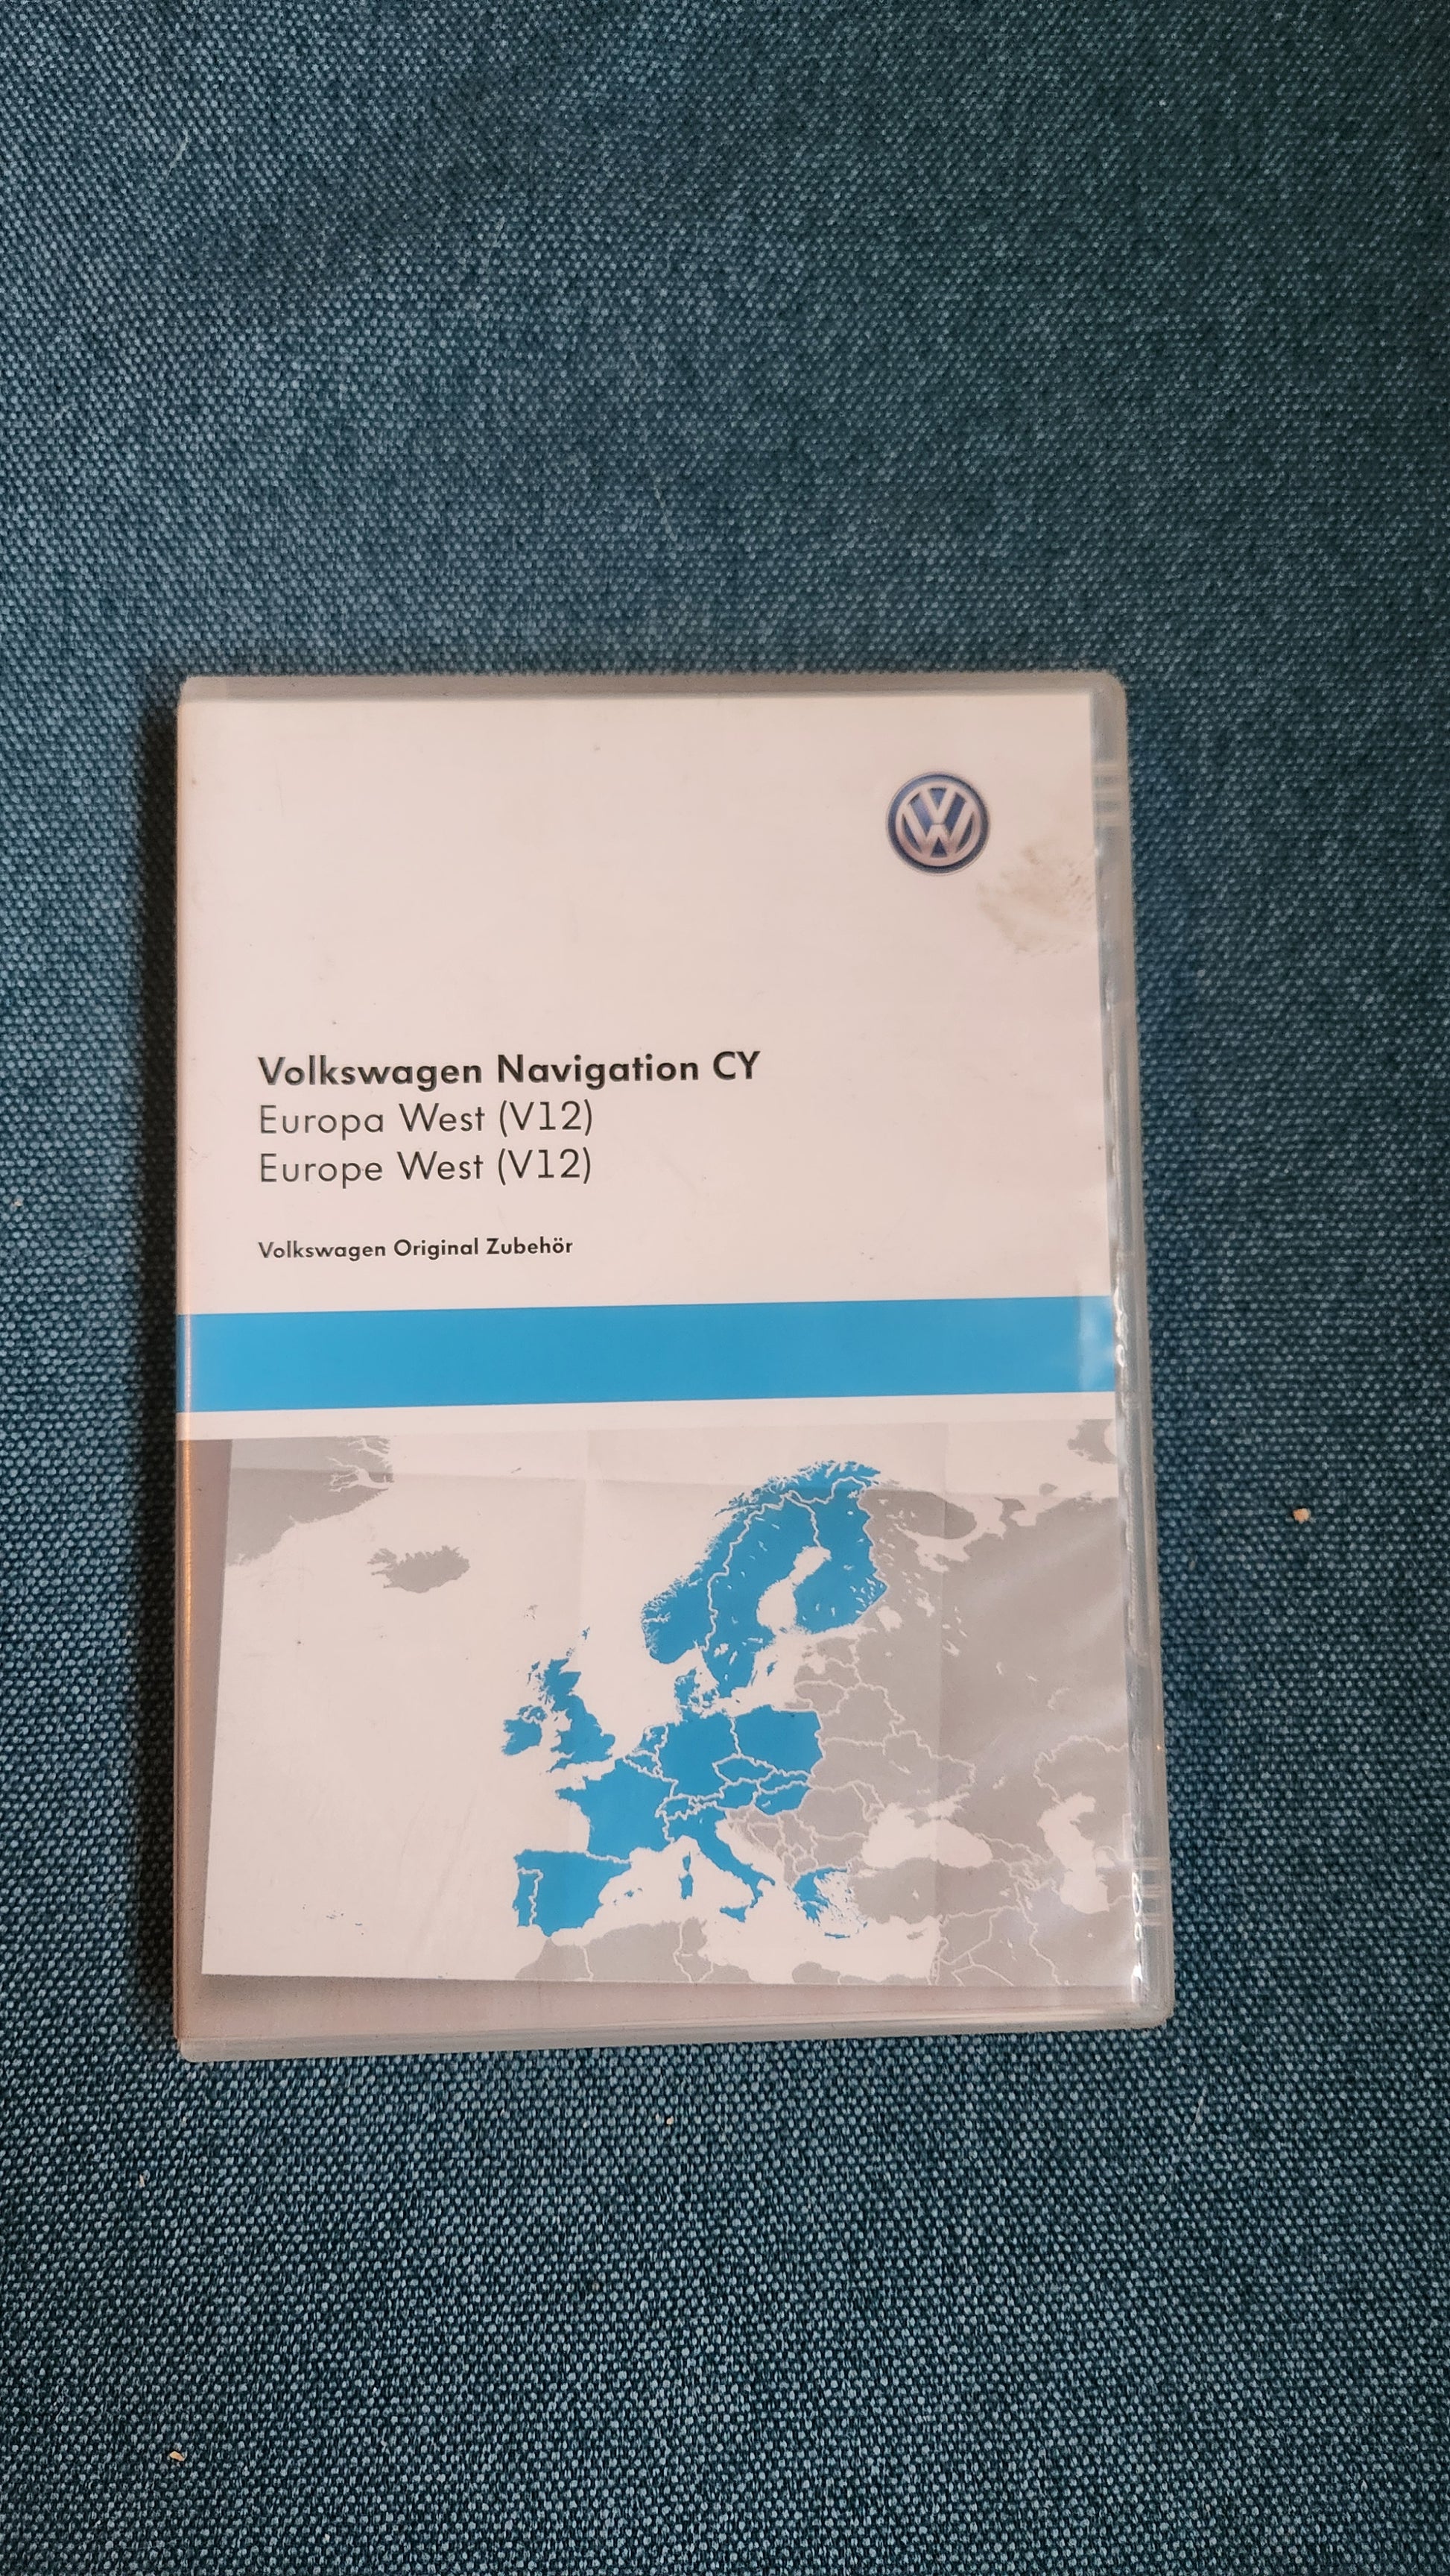 Volkswagen Navigation CY
Europa West (V12)
Europe West (V12)
Volkswagen Original Zubehör